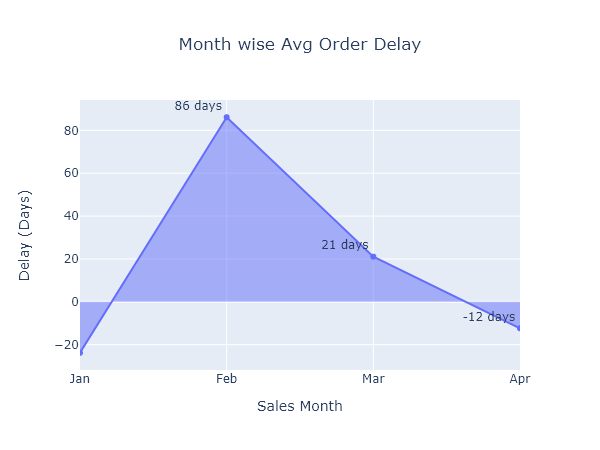 Month wise Avg Order Delay
86 days
21 days
-12 days
80
60
40
20
0
−20
Delay (Days)
Jan Feb Mar Apr
Sales Month